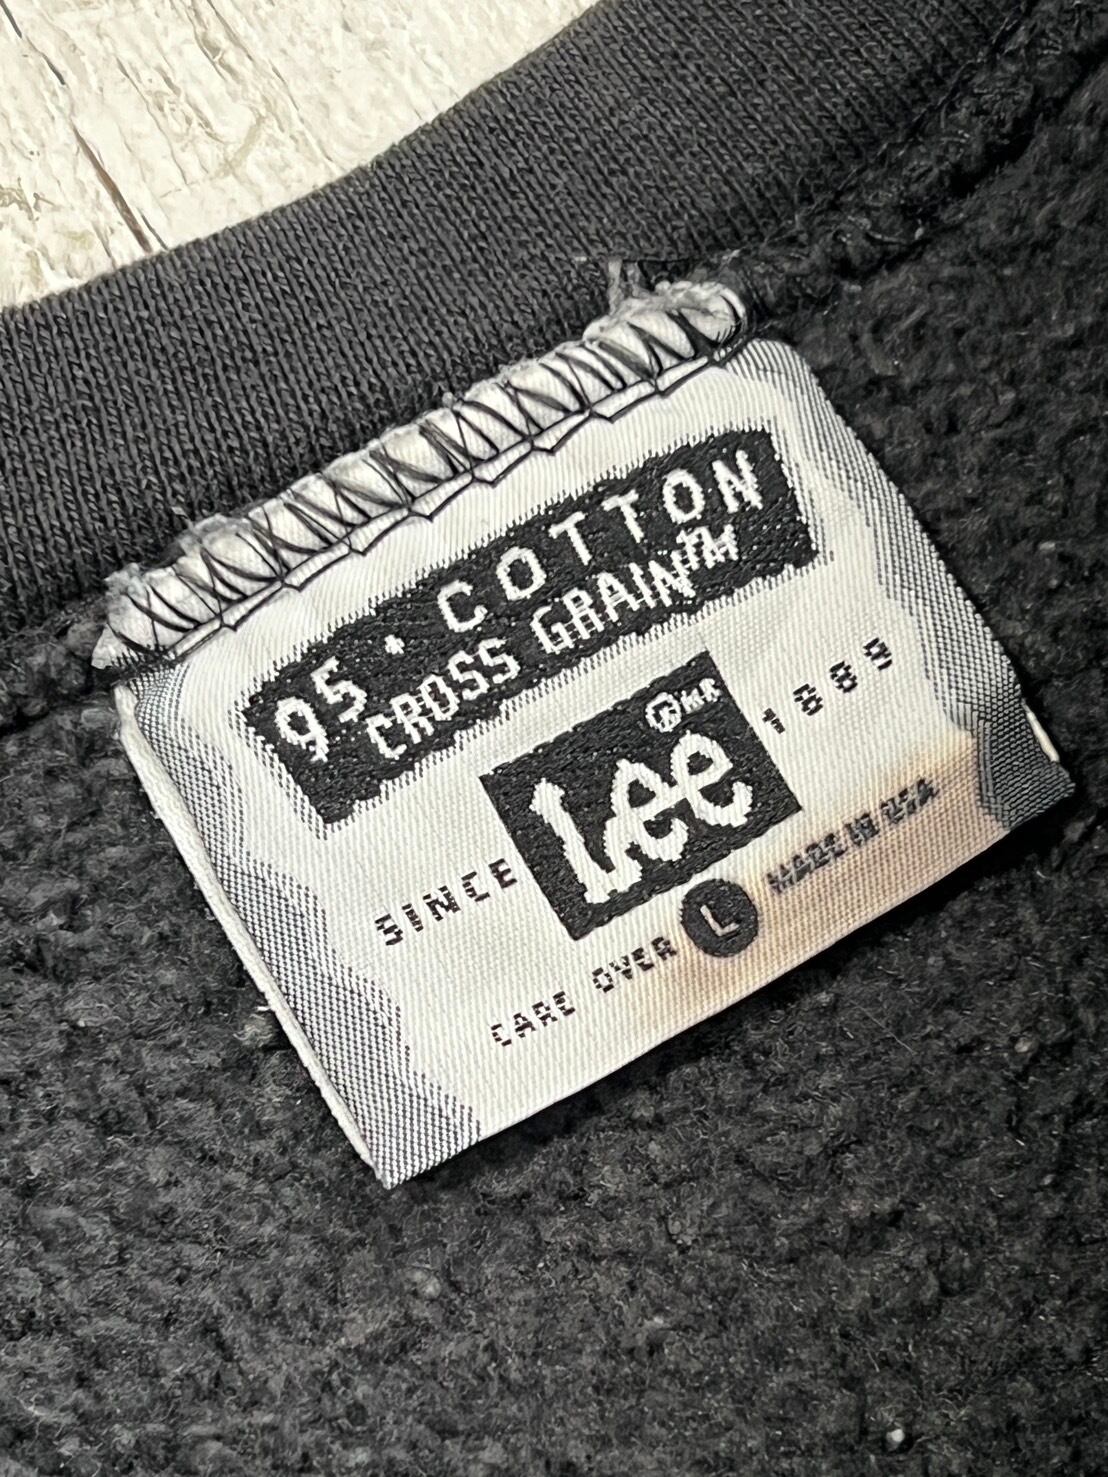 95 • COTTON
CROSS GRAIN™
® MR
Lee
SINCE 1889
CARE OVER L MADE IN USA